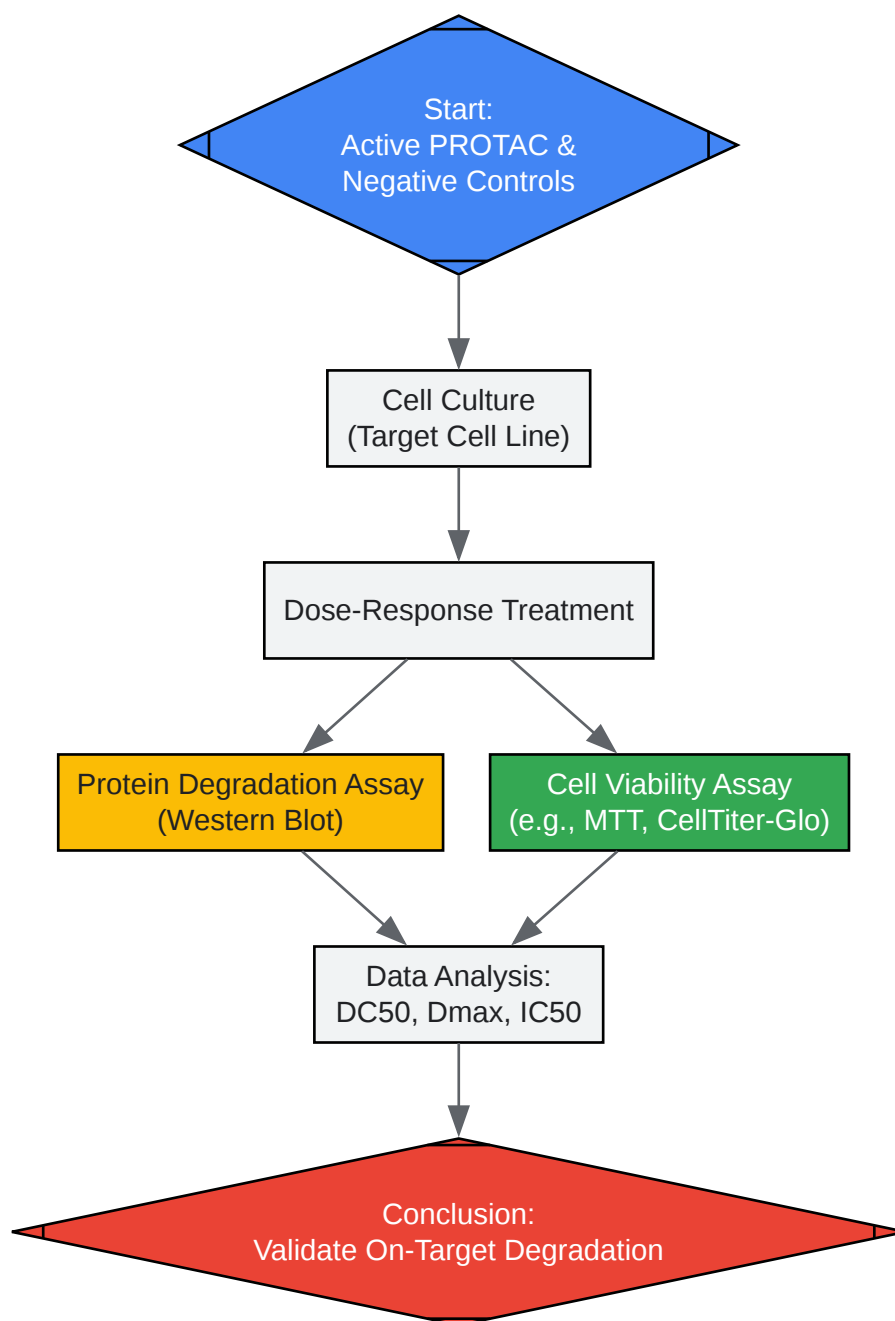 Start:
Active PROTAC &
Negative Controls
Cell Culture
(Target Cell Line)
Dose-Response Treatment
Protein Degradation Assay
(Western Blot)
Cell Viability Assay
(e.g., MTT, CellTiter-Glo)
Data Analysis:
DC50, Dmax, IC50
Conclusion:
Validate On-Target Degradation